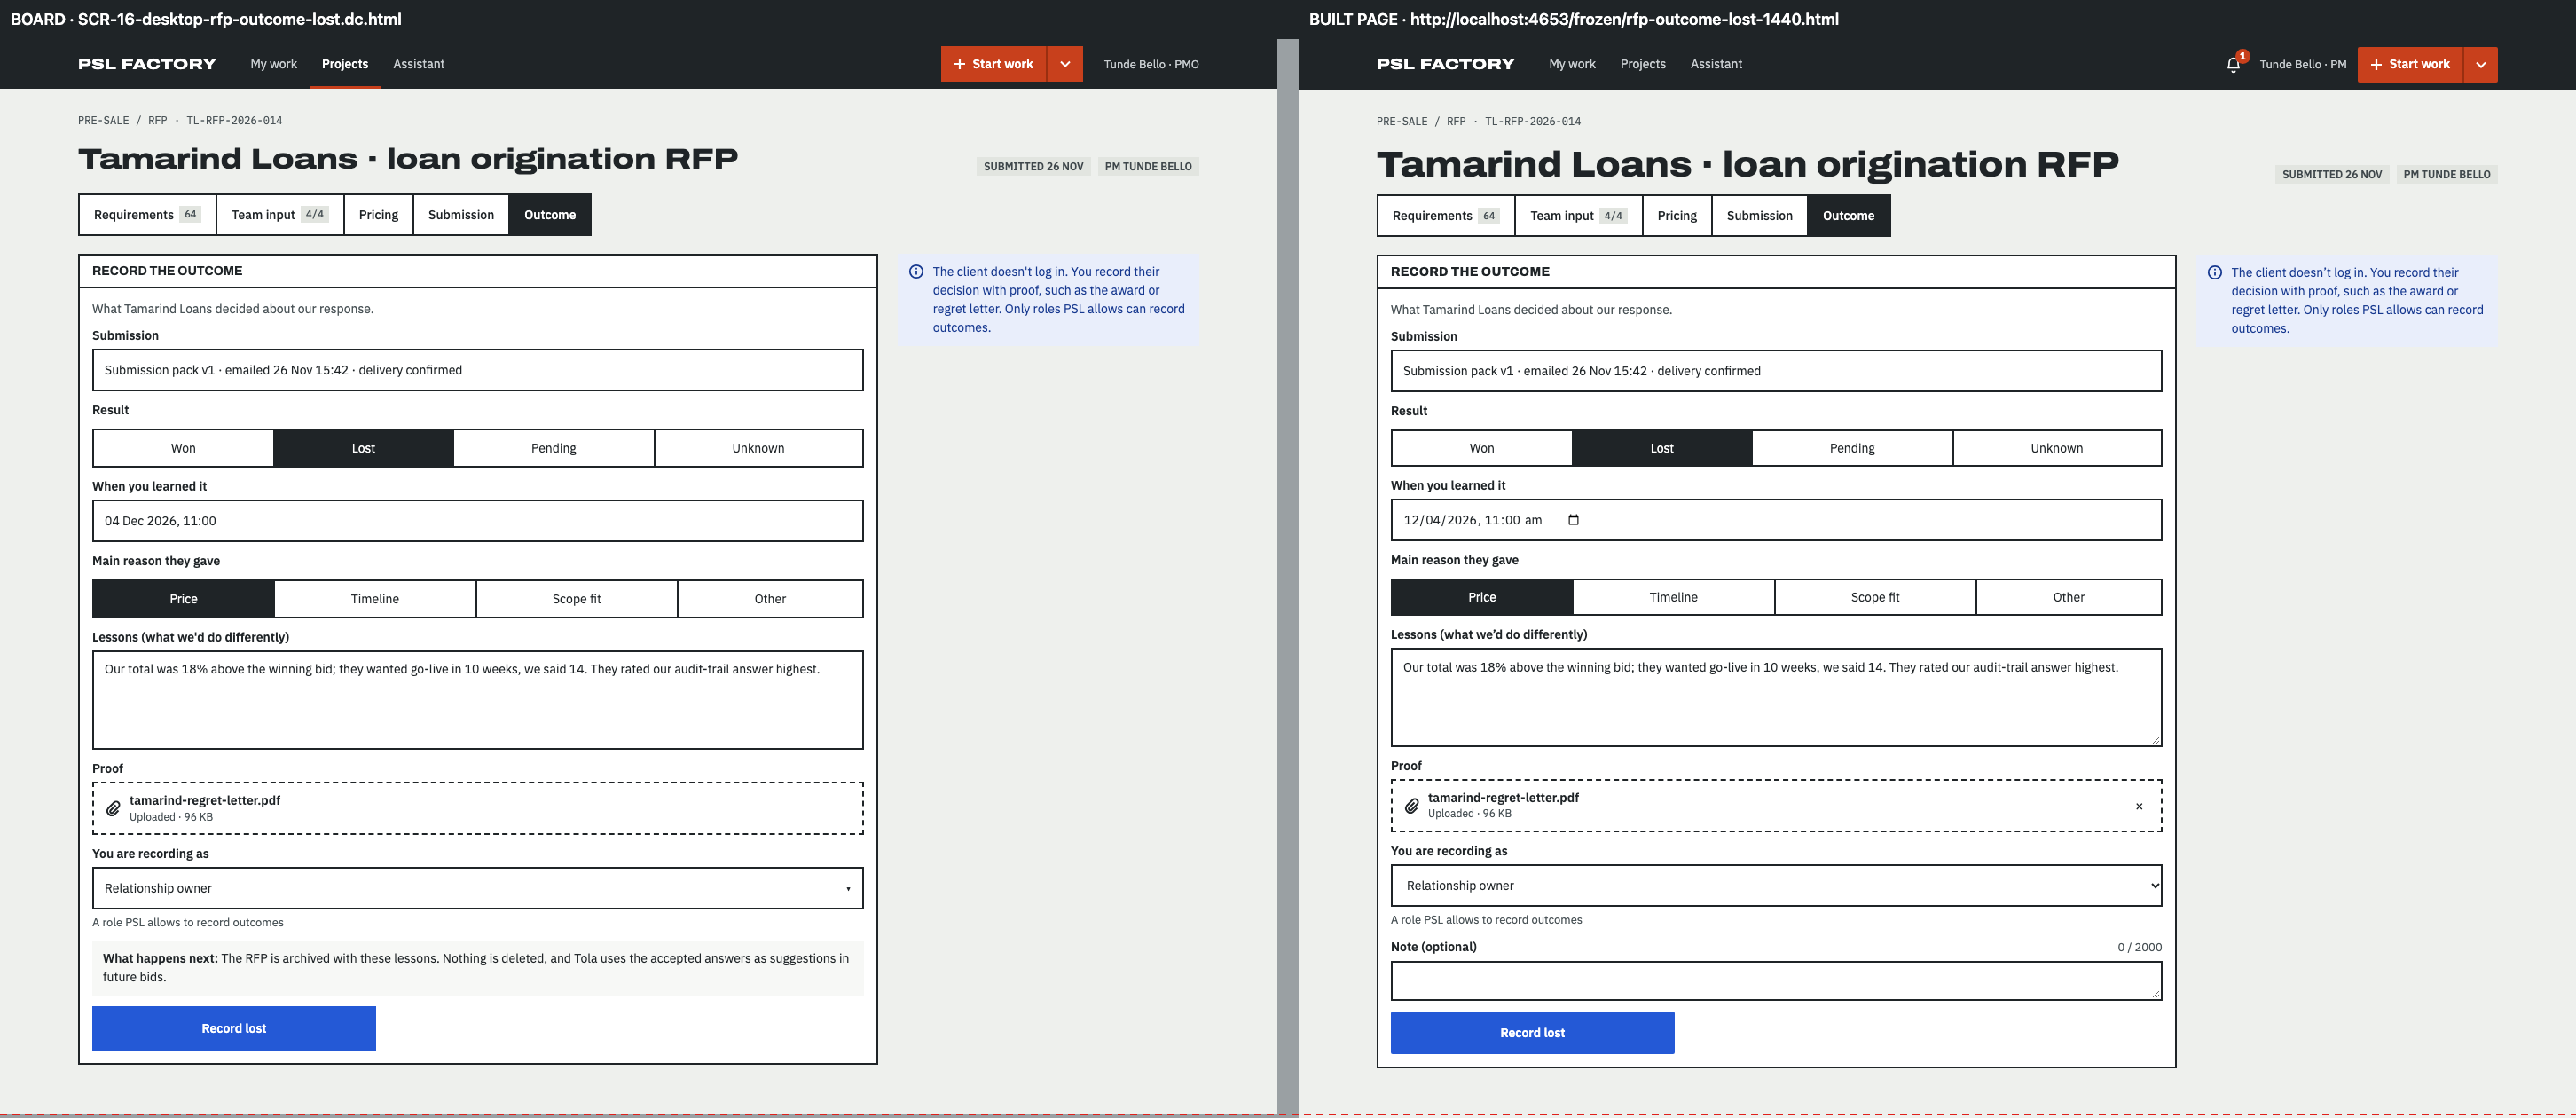 BOARD · SCR-16-desktop-rfp-outcome-lost.dc.html
PSL FACTORY
My work
Projects
Assistant
+ Start work
Tunde Bello · PMO
PRE-SALE / RFP · TL-RFP-2026-014
Tamarind Loans · loan origination RFP
SUBMITTED 26 NOV
PM TUNDE BELLO
Requirements 64
Team input 4/4
Pricing
Submission
Outcome
RECORD THE OUTCOME
What Tamarind Loans decided about our response.
Submission
Submission pack v1 · emailed 26 Nov 15:42 · delivery confirmed
Result
Won
Lost
Pending
Unknown
When you learned it
04 Dec 2026, 11:00
Main reason they gave
Price
Timeline
Scope fit
Other
Lessons (what we'd do differently)
Our total was 18% above the winning bid; they wanted go-live in 10 weeks, we said 14. They rated our audit-trail answer highest.
Proof
tamarind-regret-letter.pdf
Uploaded · 96 KB
You are recording as
Relationship owner
A role PSL allows to record outcomes
What happens next: The RFP is archived with these lessons. Nothing is deleted, and Tola uses the accepted answers as suggestions in
future bids.
Record lost
The client doesn't log in. You record their
decision with proof, such as the award or
regret letter. Only roles PSL allows can record
outcomes.
BUILT PAGE · http://localhost:4653/frozen/rfp-outcome-lost-1440.html
PSL FACTORY
My work
Projects
Assistant
1
Tunde Bello · PM
+ Start work
PRE-SALE / RFP · TL-RFP-2026-014
Tamarind Loans · loan origination RFP
SUBMITTED 26 NOV
PM TUNDE BELLO
Requirements 64
Team input 4/4
Pricing
Submission
Outcome
RECORD THE OUTCOME
What Tamarind Loans decided about our response.
Submission
Submission pack v1 · emailed 26 Nov 15:42 · delivery confirmed
Result
Won
Lost
Pending
Unknown
When you learned it
12/04/2026, 11:00 am
Main reason they gave
Price
Timeline
Scope fit
Other
Lessons (what we’d do differently)
Our total was 18% above the winning bid; they wanted go-live in 10 weeks, we said 14. They rated our audit-trail answer highest.
Proof
tamarind-regret-letter.pdf
Uploaded · 96 KB
×
You are recording as
Relationship owner
A role PSL allows to record outcomes
Note (optional)
0 / 2000
Record lost
The client doesn’t log in. You record their
decision with proof, such as the award or
regret letter. Only roles PSL allows can record
outcomes.